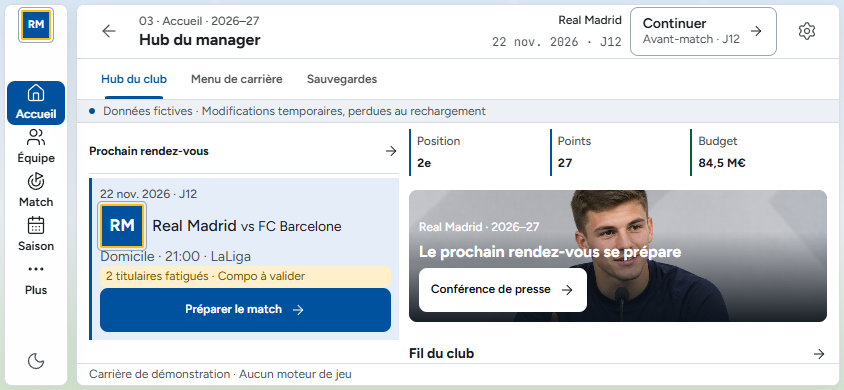 RM
03 · Accueil · 2026–27
Hub du manager
Real Madrid
22 nov. 2026 · J12
Continuer
Avant-match · J12
Hub du club
Menu de carrière
Sauvegardes
Données fictives · Modifications temporaires, perdues au rechargement
Accueil
Équipe
Match
Saison
Plus
Prochain rendez-vous
22 nov. 2026 · J12
RM
Real Madrid vs FC Barcelone
Domicile · 21:00 · LaLiga
2 titulaires fatigués · Compo à valider
Préparer le match
Position
2e
Points
27
Budget
84,5 M€
Real Madrid · 2026–27
Le prochain rendez-vous se prépare
Conférence de presse
Fil du club
Carrière de démonstration · Aucun moteur de jeu